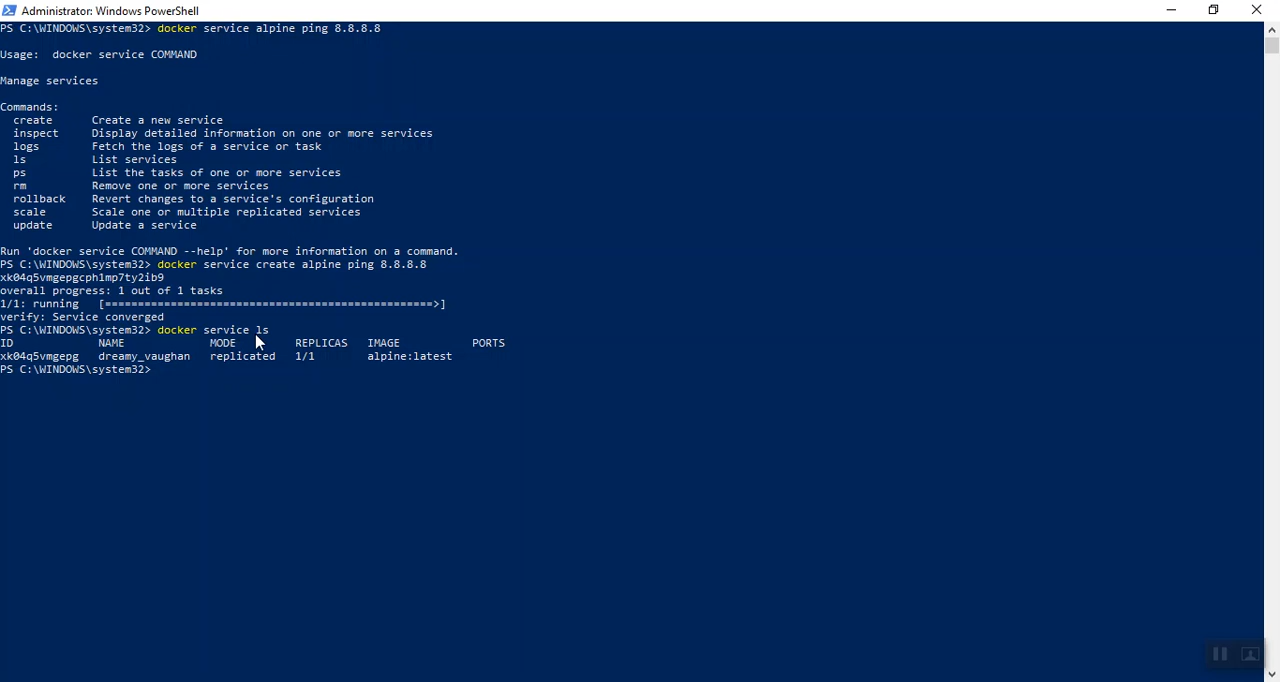 Administrator: Windows PowerShell
PS C:\WINDOWS\system32> docker service alpine ping 8.8.8.8
Usage:  docker service COMMAND
Manage services
Commands:
  create      Create a new service
  inspect     Display detailed information on one or more services
  logs        Fetch the logs of a service or task
  ls          List services
  ps          List the tasks of one or more services
  rm          Remove one or more services
  rollback    Revert changes to a service's configuration
  scale       Scale one or multiple replicated services
  update      Update a service
Run 'docker service COMMAND --help' for more information on a command.
PS C:\WINDOWS\system32> docker service create alpine ping 8.8.8.8
xk04q5vmgepgcph1mp7ty2ib9
overall progress: 1 out of 1 tasks
1/1: running   [==================================================>]
verify: Service converged
PS C:\WINDOWS\system32> docker service ls
ID             NAME             MODE         REPLICAS   IMAGE           PORTS
xk04q5vmgepg   dreamy_vaughan   replicated   1/1        alpine:latest
PS C:\WINDOWS\system32>